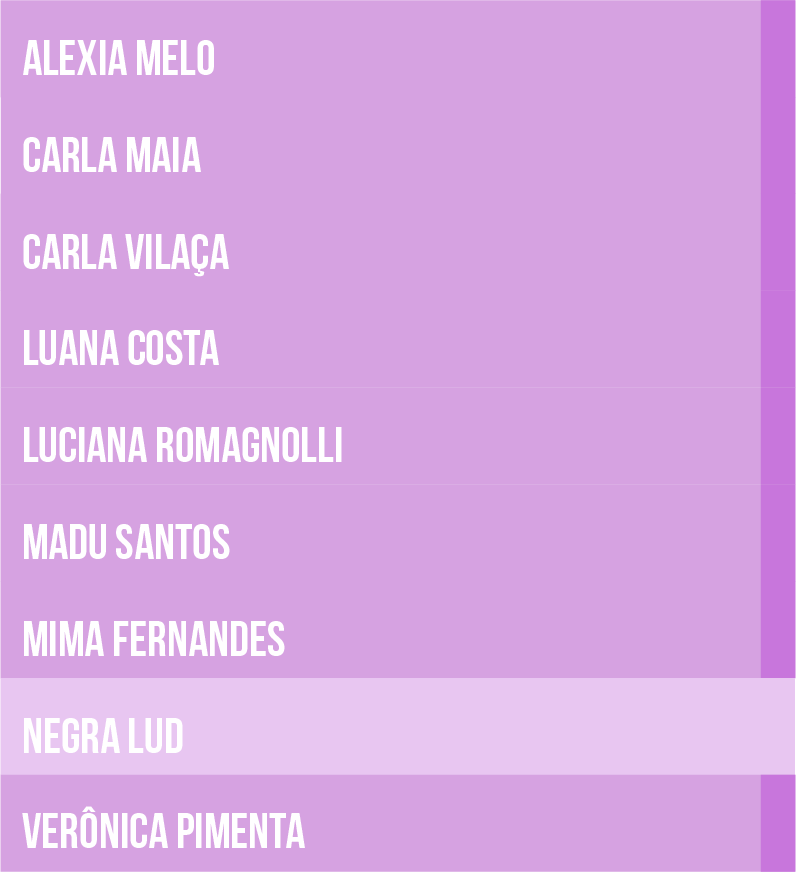 ALEXIA MELO
CARLA MAIA
CARLA VILAÇA
LUANA COSTA
LUCIANA ROMAGNOLLI
MADU SANTOS
MIMA FERNANDES
NEGRA LUD
VERÔNICA PIMENTA